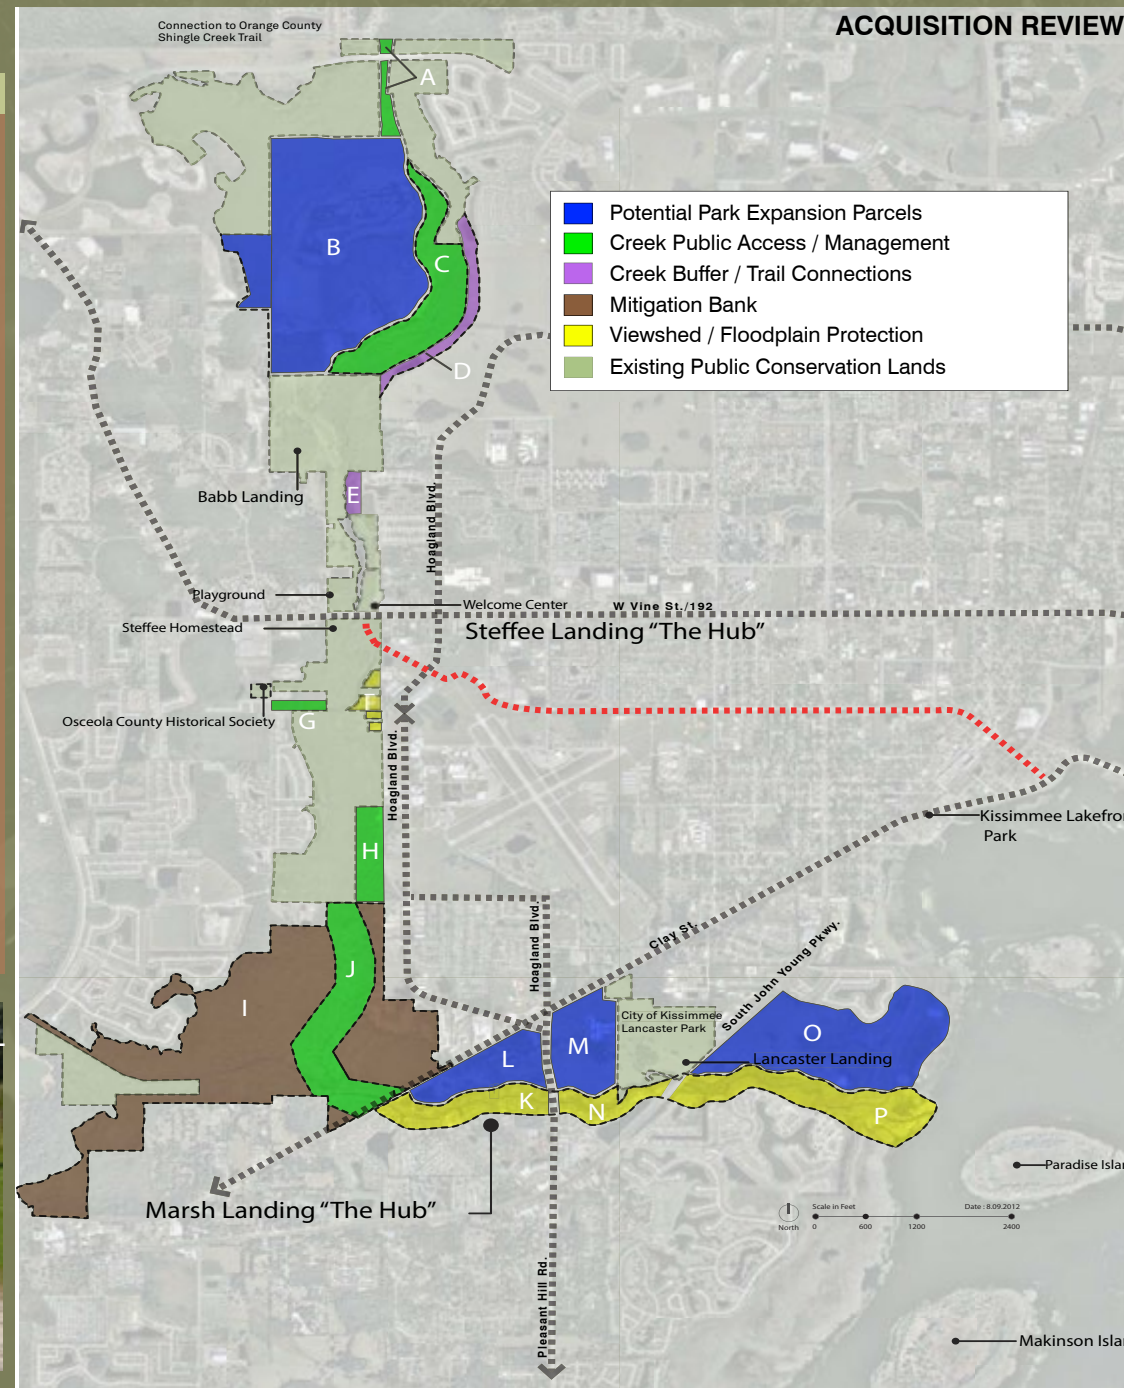 Connection to Orange County
Shingle Creek Trail
ACQUISITION REVIEW
A
Potential Park Expansion Parcels
Creek Public Access / Management
Creek Buffer / Trail Connections
Mitigation Bank
Viewshed / Floodplain Protection
Existing Public Conservation Lands
B
C
D
Babb Landing
E
Hoagland Blvd.
Playground
Welcome Center
W Vine St./192
Steffee Homestead
Steffee Landing "The Hub"
F
Osceola County Historical Society
G
Hoagland Blvd.
Kissimmee Lakefro
Park
H
Hoagland Blvd.
Clay St.
South John Young Pkwy.
J
I
City of Kissimmee
Lancaster Park
L
M
O
Lancaster Landing
K
N
P
Paradise Isla
Marsh Landing "The Hub"
North
Scale in Feet
Date : 8.09.2012
0 600 1200 2400
Pleasant Hill Rd.
Makinson Isla